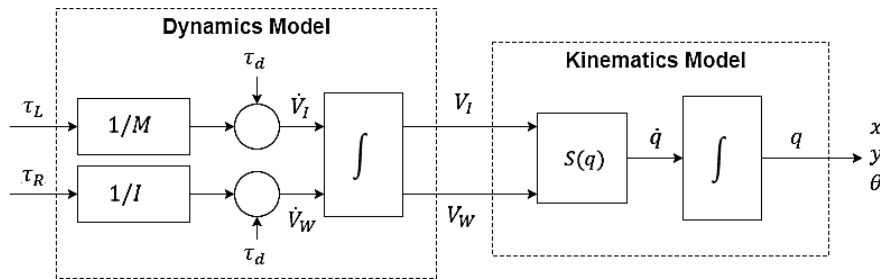 Dynamics Model
Kinematics Model
τ_d
τ_L
1/M
V̇_I
∫
V_I
τ_R
1/I
V̇_W
V_W
τ_d
S(q)
q̇
∫
q
x
y
θ